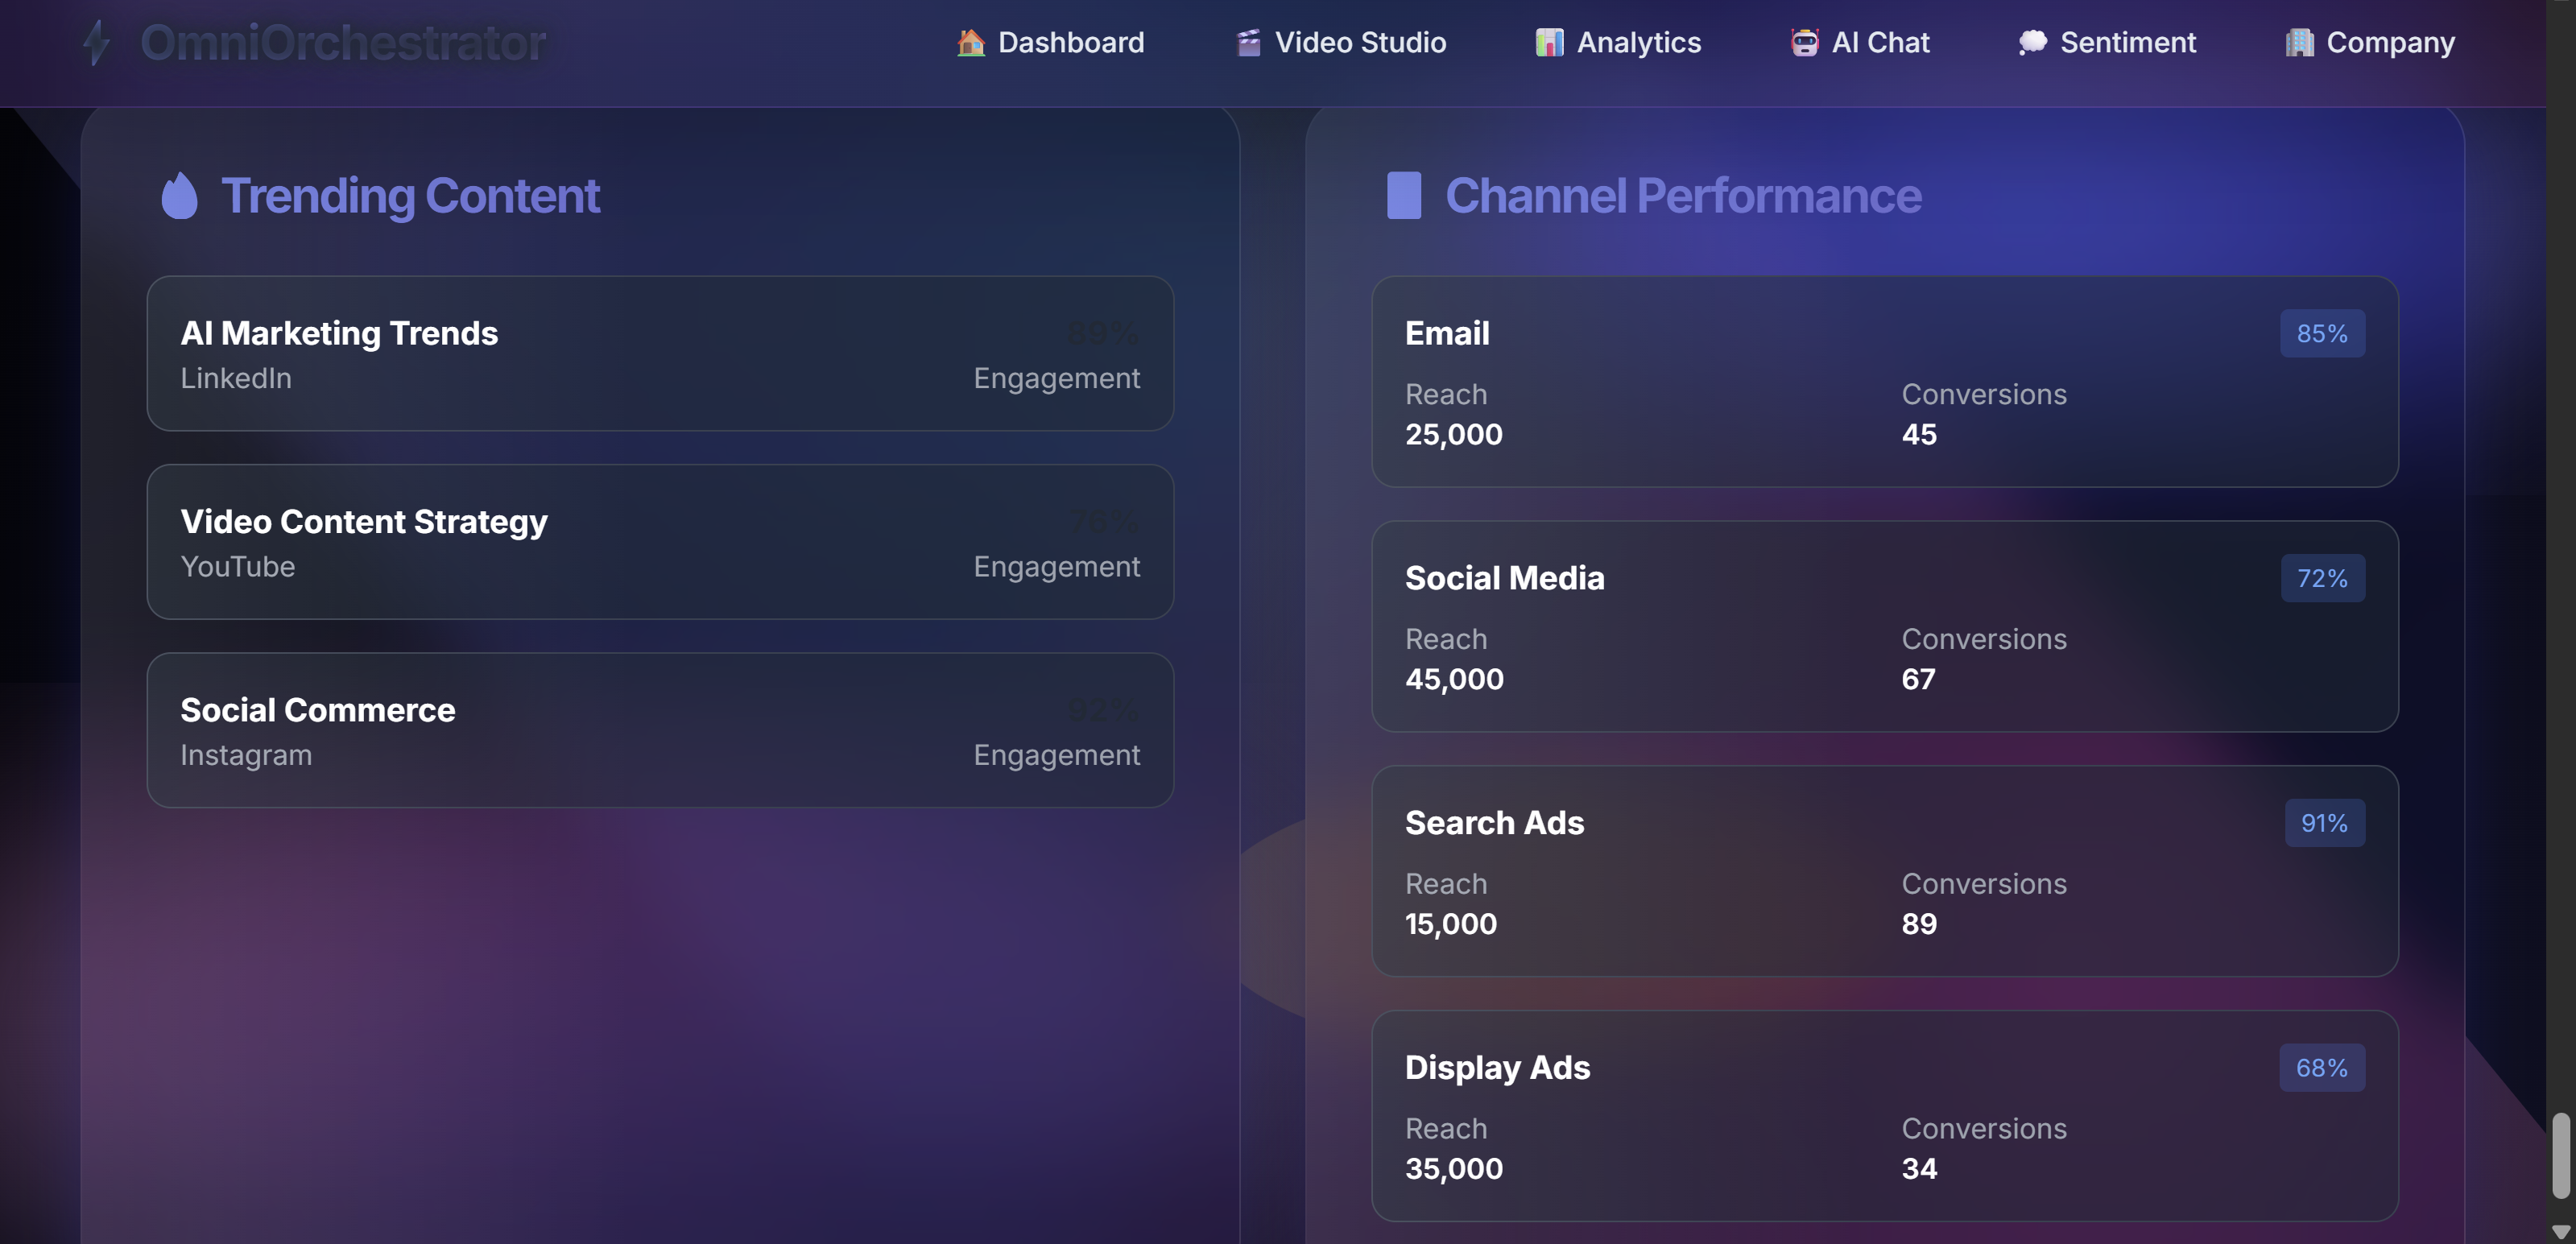 OmniOrchestrator
Dashboard
Video Studio
Analytics
AI Chat
Sentiment
Company
Trending Content
AI Marketing Trends
89%
LinkedIn
Engagement
Video Content Strategy
76%
YouTube
Engagement
Social Commerce
92%
Instagram
Engagement
Channel Performance
Email
85%
Reach
Conversions
25,000
45
Social Media
72%
Reach
Conversions
45,000
67
Search Ads
91%
Reach
Conversions
15,000
89
Display Ads
68%
Reach
Conversions
35,000
34